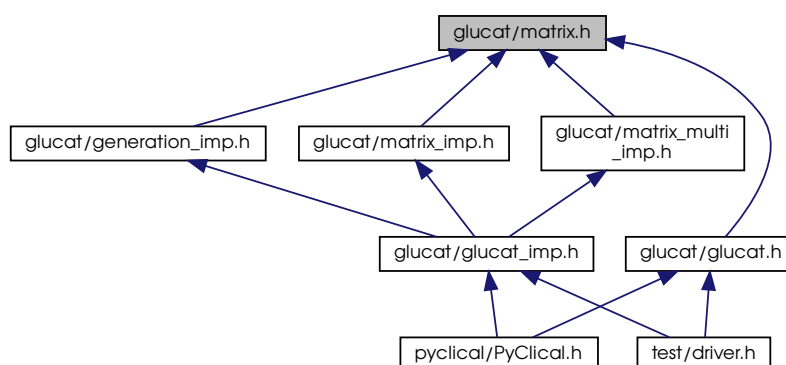 glucat/matrix.h
glucat/generation_imp.h
glucat/matrix_imp.h
glucat/matrix_multi
_imp.h
glucat/glucat_imp.h
glucat/glucat.h
pyclical/PyClical.h
test/driver.h